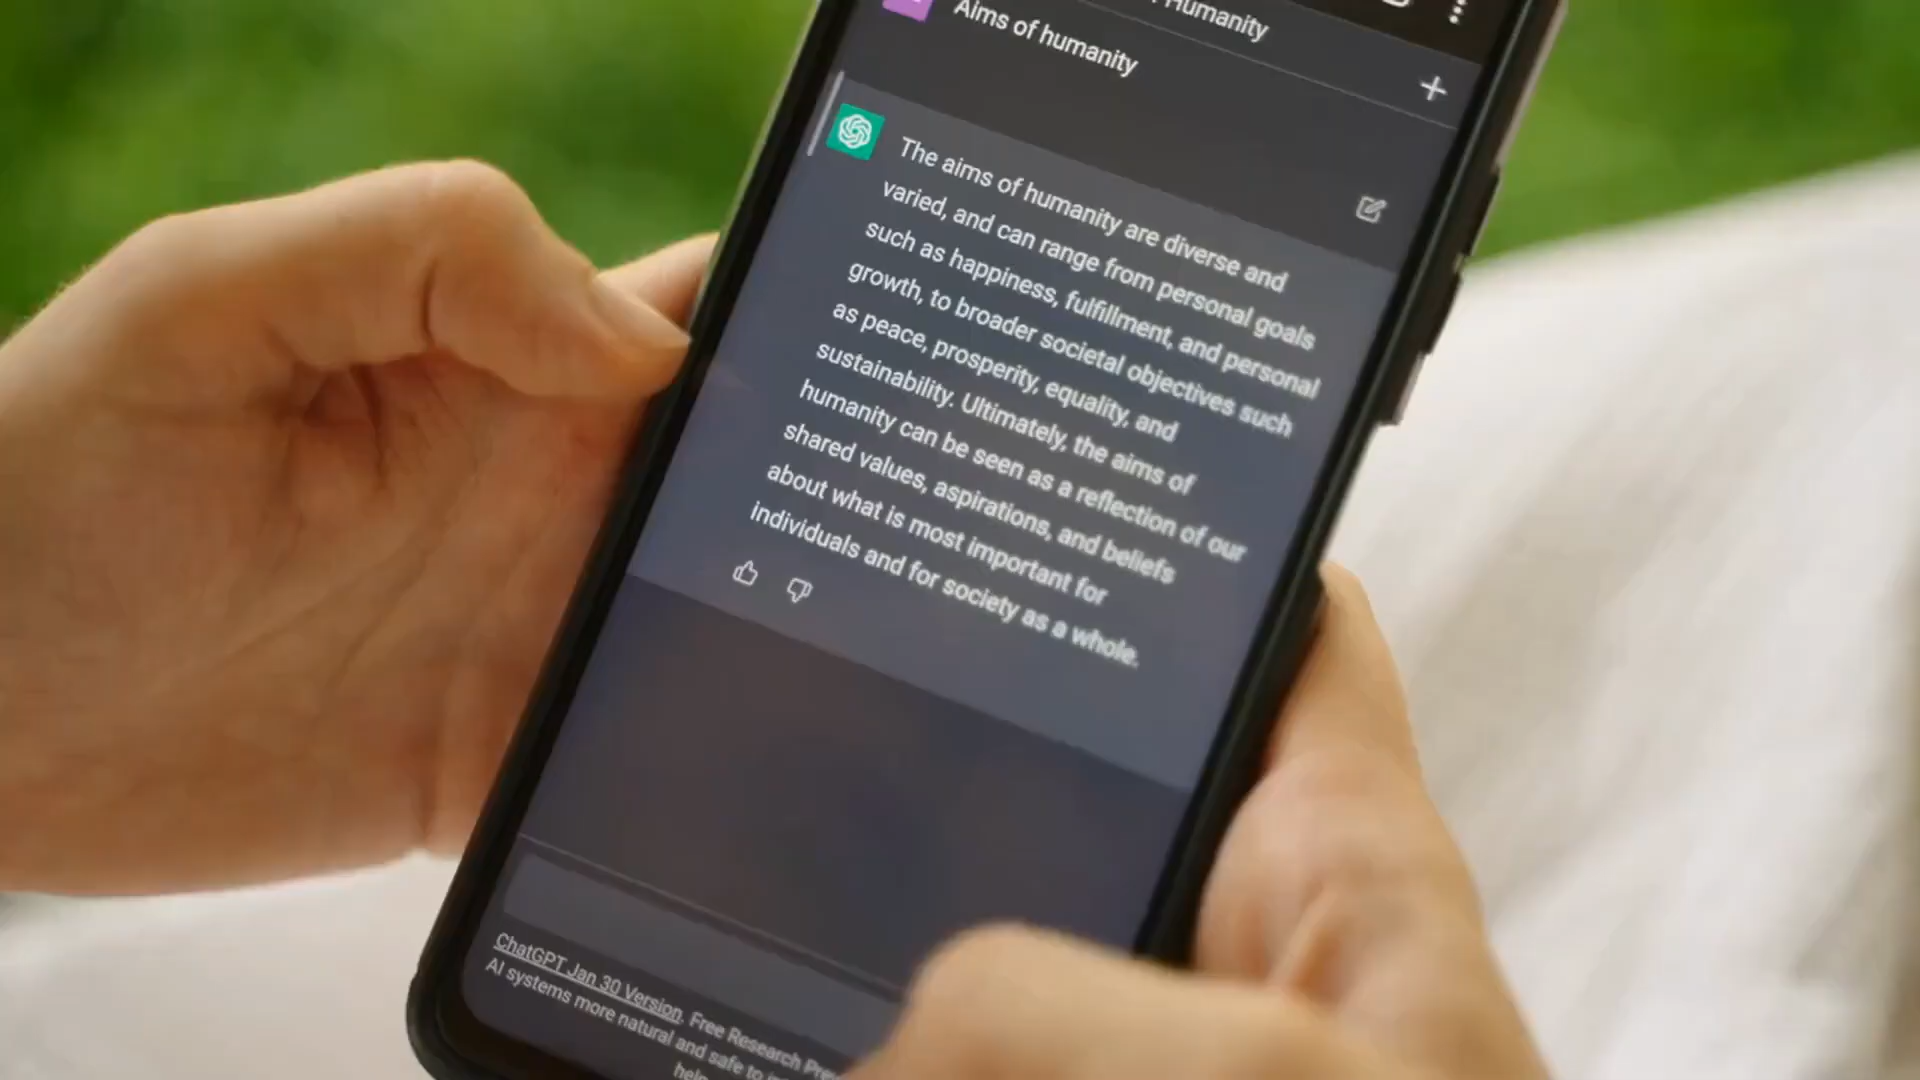 Humanity
Aims of humanity
The aims of humanity are diverse and
varied, and can range from personal goals
such as happiness, fulfillment, and personal
growth, to broader societal objectives such
as peace, prosperity, equality, and
sustainability. Ultimately, the aims of
humanity can be seen as a reflection of our
shared values, aspirations, and beliefs
about what is most important for
individuals and for society as a whole.
ChatGPT Jan 30 Version. Free Research
AI systems more natural and safe to